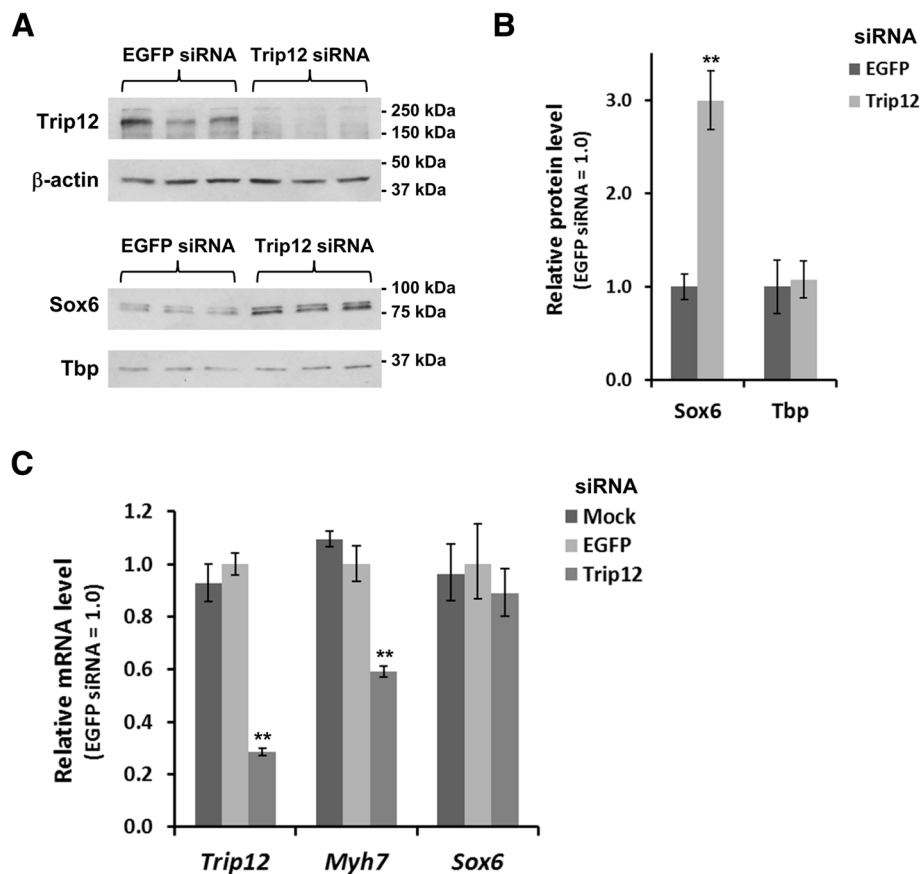 A
EGFP siRNA Trip12 siRNA
Trip12
- 250 kDa
- 150 kDa
β-actin
- 50 kDa
- 37 kDa
EGFP siRNA Trip12 siRNA
Sox6
- 100 kDa
- 75 kDa
Tbp
- 37 kDa
B
siRNA
EGFP
Trip12
**
Relative protein level
(EGFP siRNA = 1.0)
3.0
2.0
1.0
0.0
Sox6 Tbp
C
siRNA
Mock
EGFP
Trip12
Relative mRNA level
(EGFP siRNA = 1.0)
1.2
1.0
0.8
0.6
0.4
0.2
0.0
**
**
Trip12 Myh7 Sox6